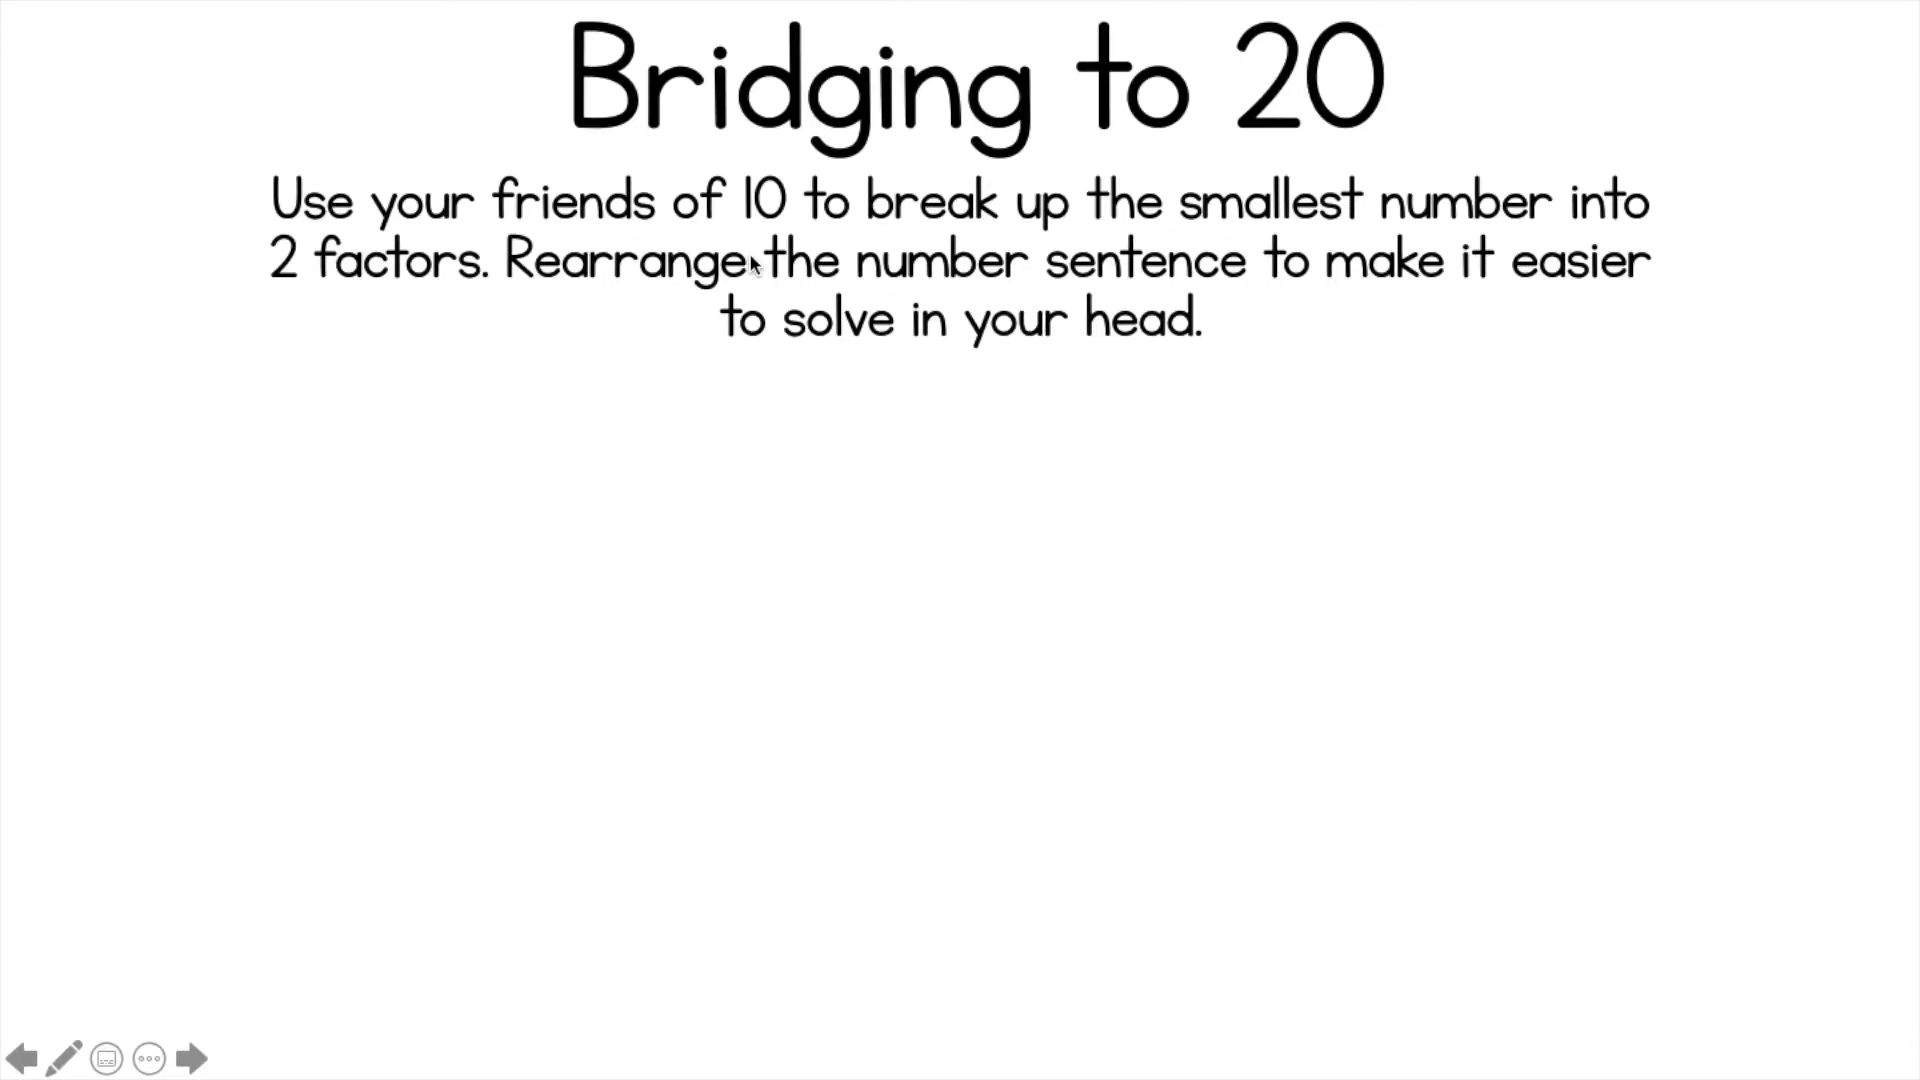 Bridging to 20
Use your friends of 10 to break up the smallest number into
2 factors. Rearrange the number sentence to make it easier
to solve in your head.